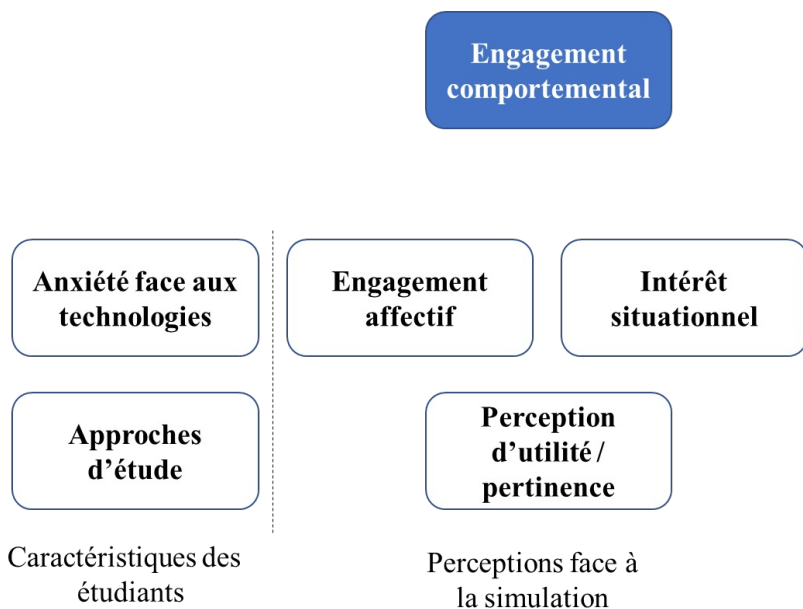 Engagement
comportemental
Anxiété face aux
technologies
Engagement
affectif
Intérêt
situationnel
Approches
d'étude
Perception
d'utilité /
pertinence
Caractéristiques des
étudiants
Perceptions face à
la simulation